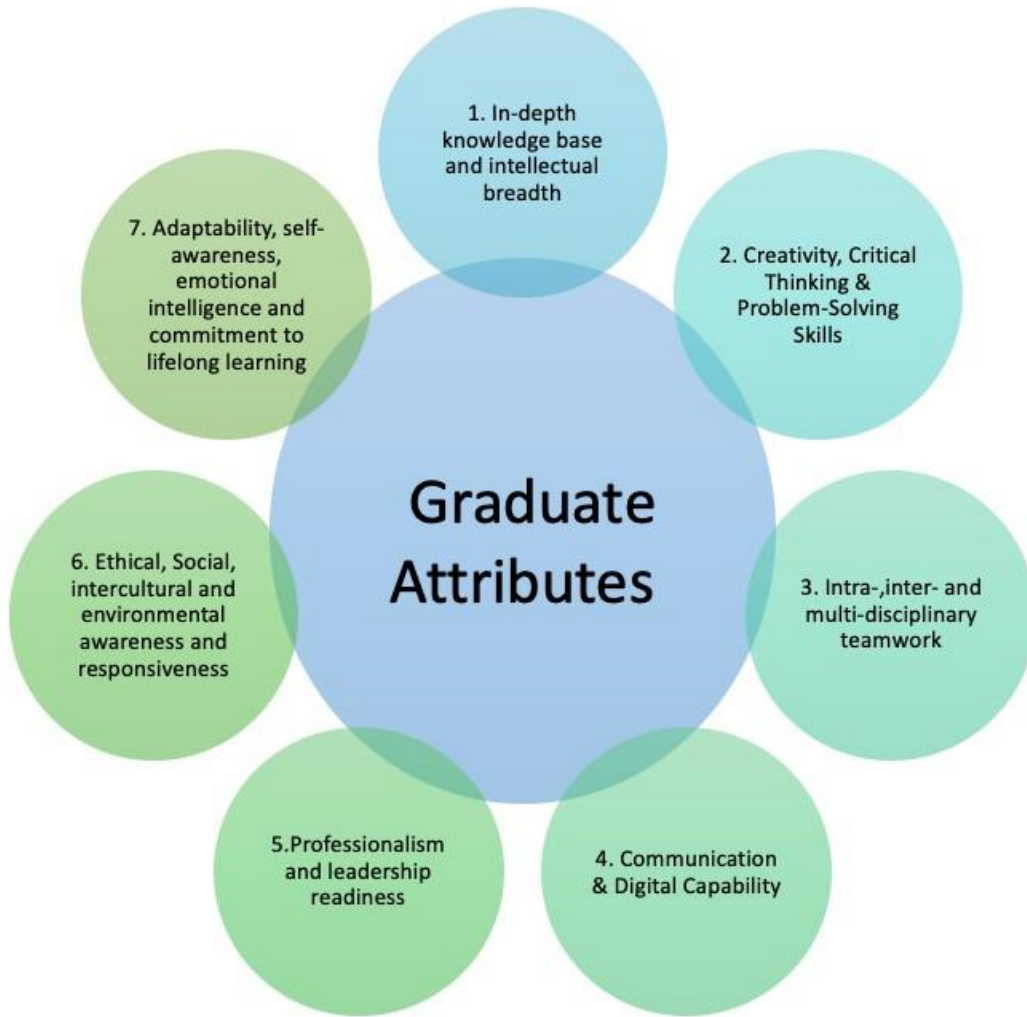 Graduate
Attributes
1. In-depth
knowledge base
and intellectual
breadth
2. Creativity, Critical
Thinking &
Problem-Solving
Skills
3. Intra-,inter- and
multi-disciplinary
teamwork
4. Communication
& Digital Capability
5.Professionalism
and leadership
readiness
6. Ethical, Social,
intercultural and
environmental
awareness and
responsiveness
7. Adaptability, self-
awareness,
emotional
intelligence and
commitment to
lifelong learning